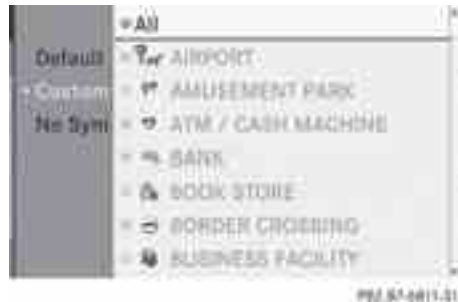 All
Default
AIRPORT
Custom
AMUSEMENT PARK
No Sym
ATM / CASH MACHINE
BANK
BOOK STORE
BORDER CROSSING
BUSINESS FACILITY